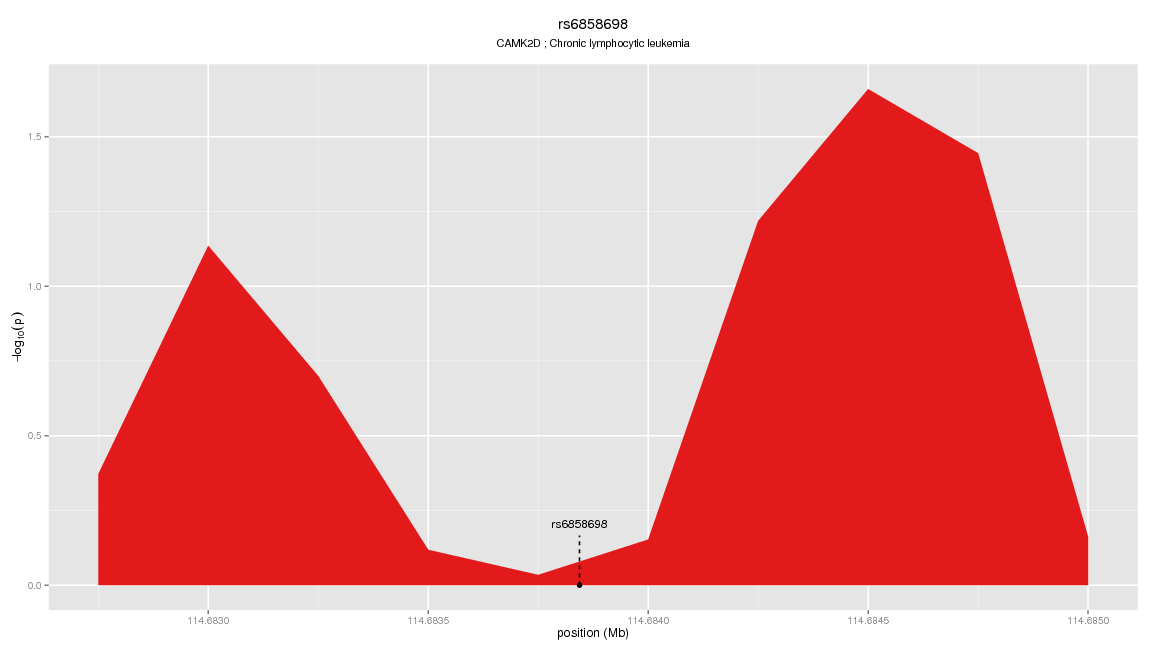 rs6858698
CAMK2D ; Chronic lymphocytic leukemia
−log10(p)
1.5
1.0
0.5
0.0
rs6858698
114.6830 114.6835 114.6840 114.6845 114.6850
position (Mb)